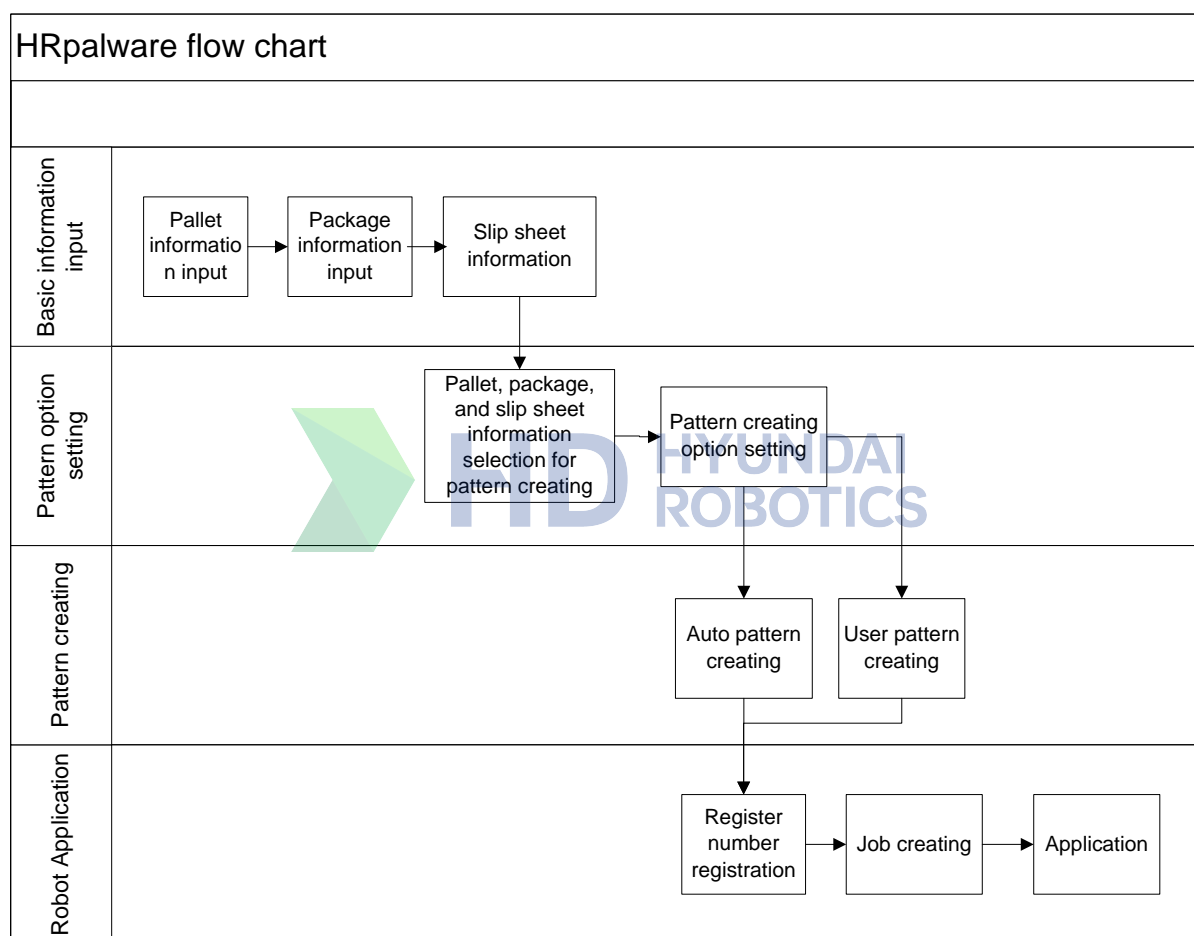 HRpalware flow chart
Basic information
input
Pallet
informatio
n input
Package
information
input
Slip sheet
information
Pattern option
setting
Pallet, package,
and slip sheet
information
selection for
pattern creating
Pattern creating
option setting
HD HYUNDAI
ROBOTICS
Pattern creating
Auto pattern
creating
User pattern
creating
Robot Application
Register
number
registration
Job creating
Application